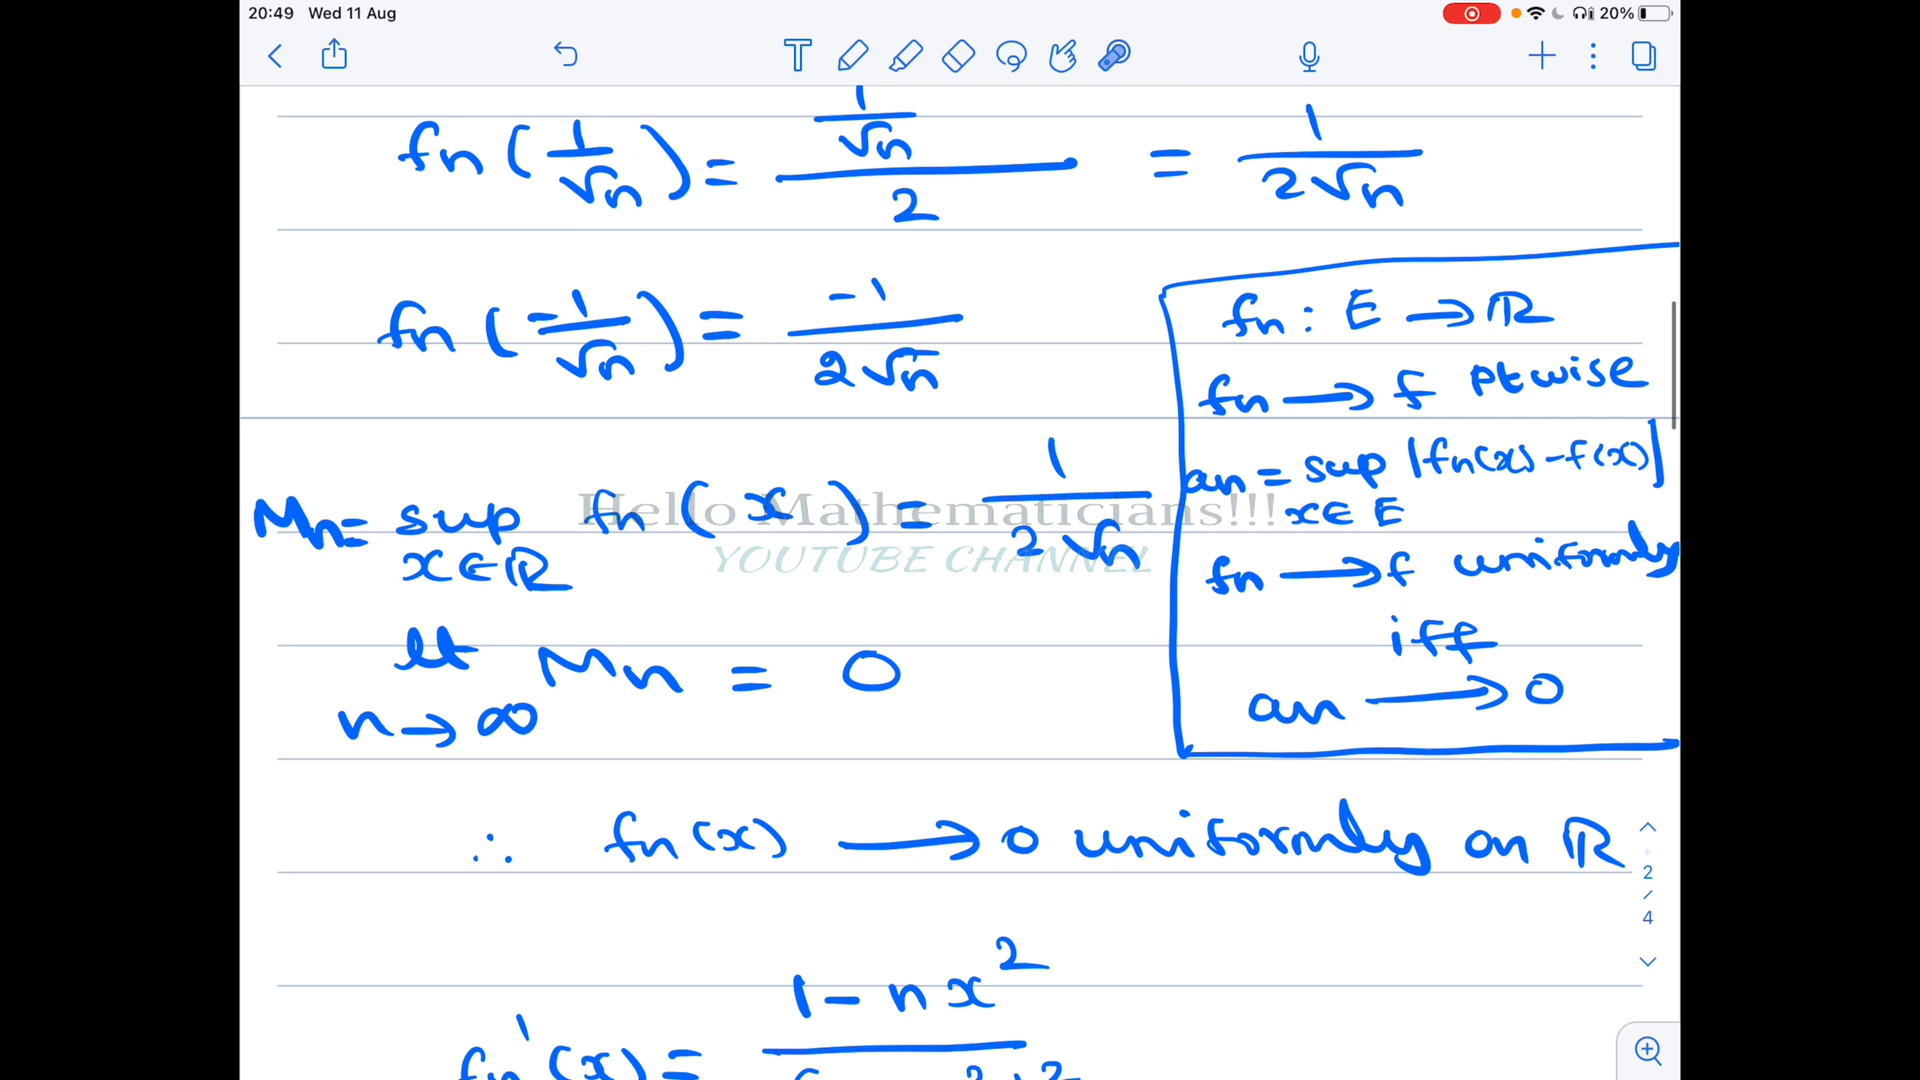 20:49 Wed 11 Aug 20%
fn(1/√n) = (1/√n)/2 = 1/(2√n)
fn(-1/√n) = -1/(2√n)
fn : E → ℝ
fn → f ptwise
an = sup |fn(x) - f(x)|
x ∈ E
fn → f uniformly
iff
an → 0
Mn = sup fn(x) = 1/(2√n)
x ∈ ℝ
Hello Mathematicians!!!
YOUTUBE CHANNEL
lt Mn = 0
n → ∞
∴ fn(x) → 0 uniformly on ℝ
2
/
4
1 - nx²
fn'(x) =